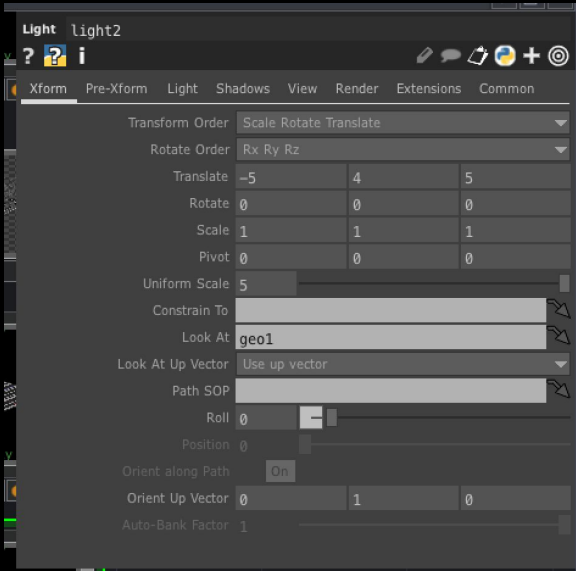 Light light2
? ? i
Xform Pre-Xform Light Shadows View Render Extensions Common
Transform Order Scale Rotate Translate
Rotate Order Rx Ry Rz
Translate -5 4 5
Rotate 0 0 0
Scale 1 1 1
Pivot 0 0 0
Uniform Scale 5
Constrain To
Look At geo1
Look At Up Vector Use up vector
Path SOP
Roll 0
Position 0
Orient along Path On
Orient Up Vector 0 1 0
Auto-Bank Factor 1
y
y